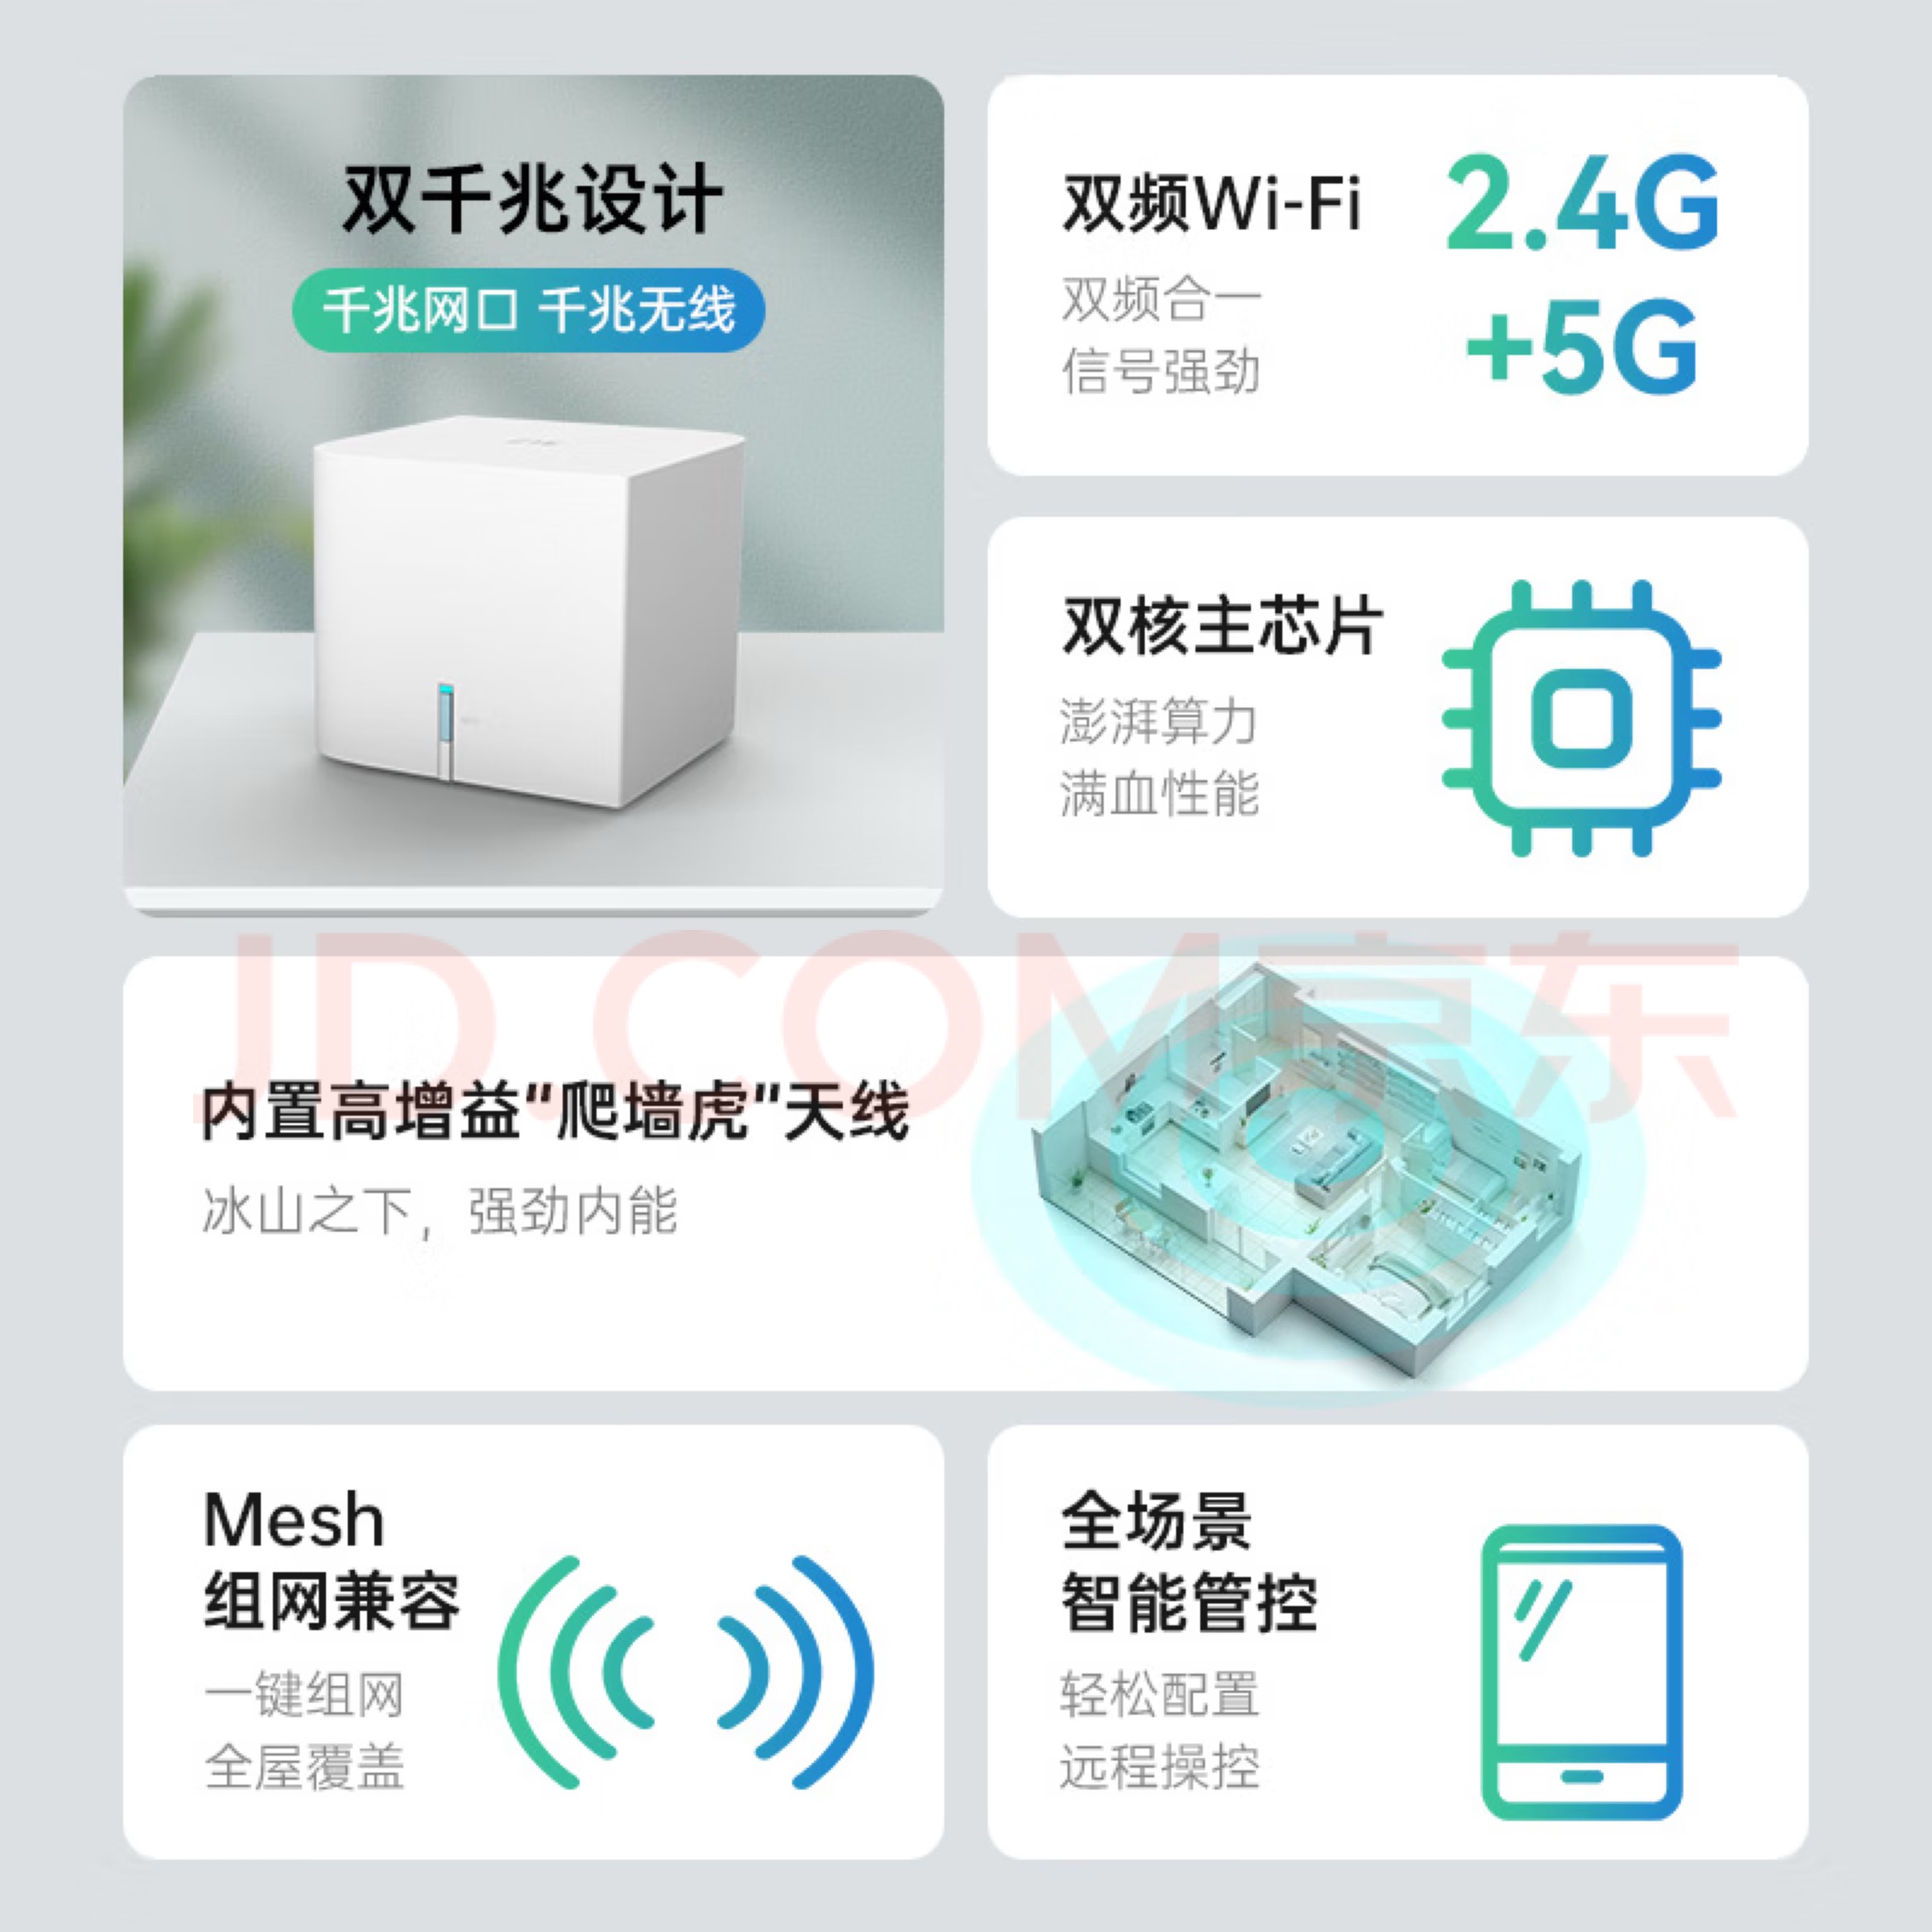 双千兆设计
千兆网口 千兆无线
双频Wi-Fi
双频合一
信号强劲
2.4G
+5G
双核主芯片
澎湃算力
满血性能
JD.COM京东
内置高增益“爬墙虎“天线
冰山之下，强劲内能
Mesh
组网兼容
一键组网
全屋覆盖
全场景
智能管控
轻松配置
远程操控